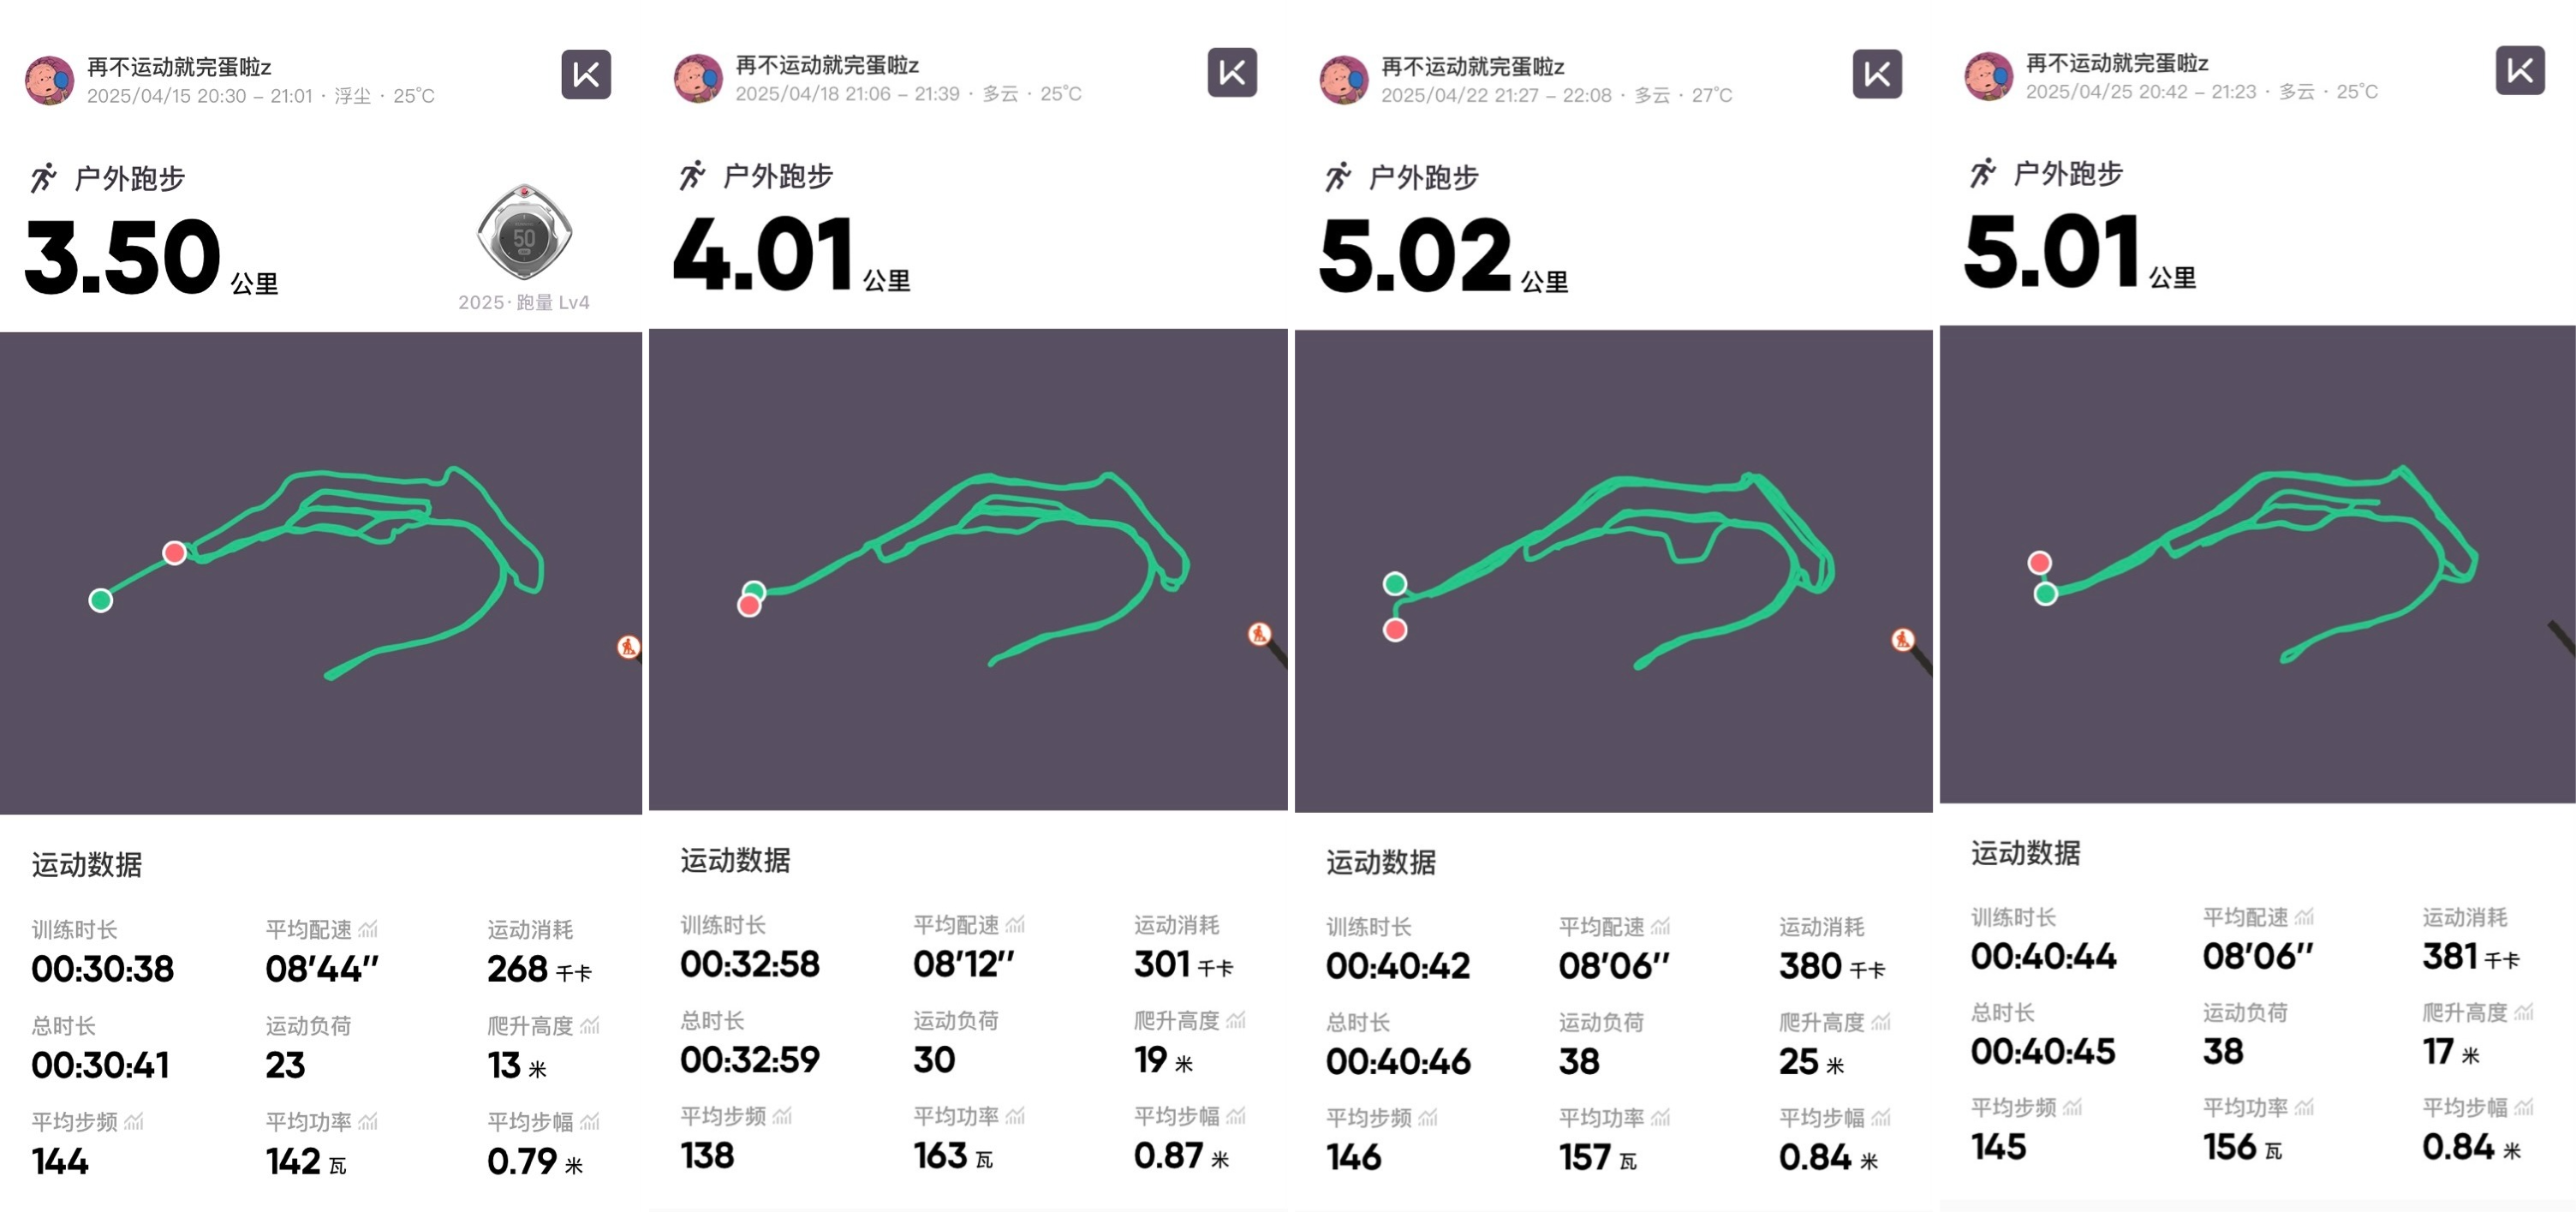 再不运动就完蛋啦z
2025/04/15 20:30 – 21:01 · 浮尘 · 25℃
户外跑步
3.50 公里
50
2025·跑量 Lv4
运动数据
训练时长 平均配速 运动消耗
00:30:38 08′44″ 268 千卡
总时长 运动负荷 爬升高度
00:30:41 23 13 米
平均步频 平均功率 平均步幅
144 142 瓦 0.79 米
再不运动就完蛋啦z
2025/04/18 21:06 – 21:39 · 多云 · 25℃
户外跑步
4.01 公里
运动数据
训练时长 平均配速 运动消耗
00:32:58 08′12″ 301 千卡
总时长 运动负荷 爬升高度
00:32:59 30 19 米
平均步频 平均功率 平均步幅
138 163 瓦 0.87 米
再不运动就完蛋啦z
2025/04/22 21:27 – 22:08 · 多云 · 27℃
户外跑步
5.02 公里
运动数据
训练时长 平均配速 运动消耗
00:40:42 08′06″ 380 千卡
总时长 运动负荷 爬升高度
00:40:46 38 25 米
平均步频 平均功率 平均步幅
146 157 瓦 0.84 米
再不运动就完蛋啦z
2025/04/25 20:42 – 21:23 · 多云 · 25℃
户外跑步
5.01 公里
运动数据
训练时长 平均配速 运动消耗
00:40:44 08′06″ 381 千卡
总时长 运动负荷 爬升高度
00:40:45 38 17 米
平均步频 平均功率 平均步幅
145 156 瓦 0.84 米